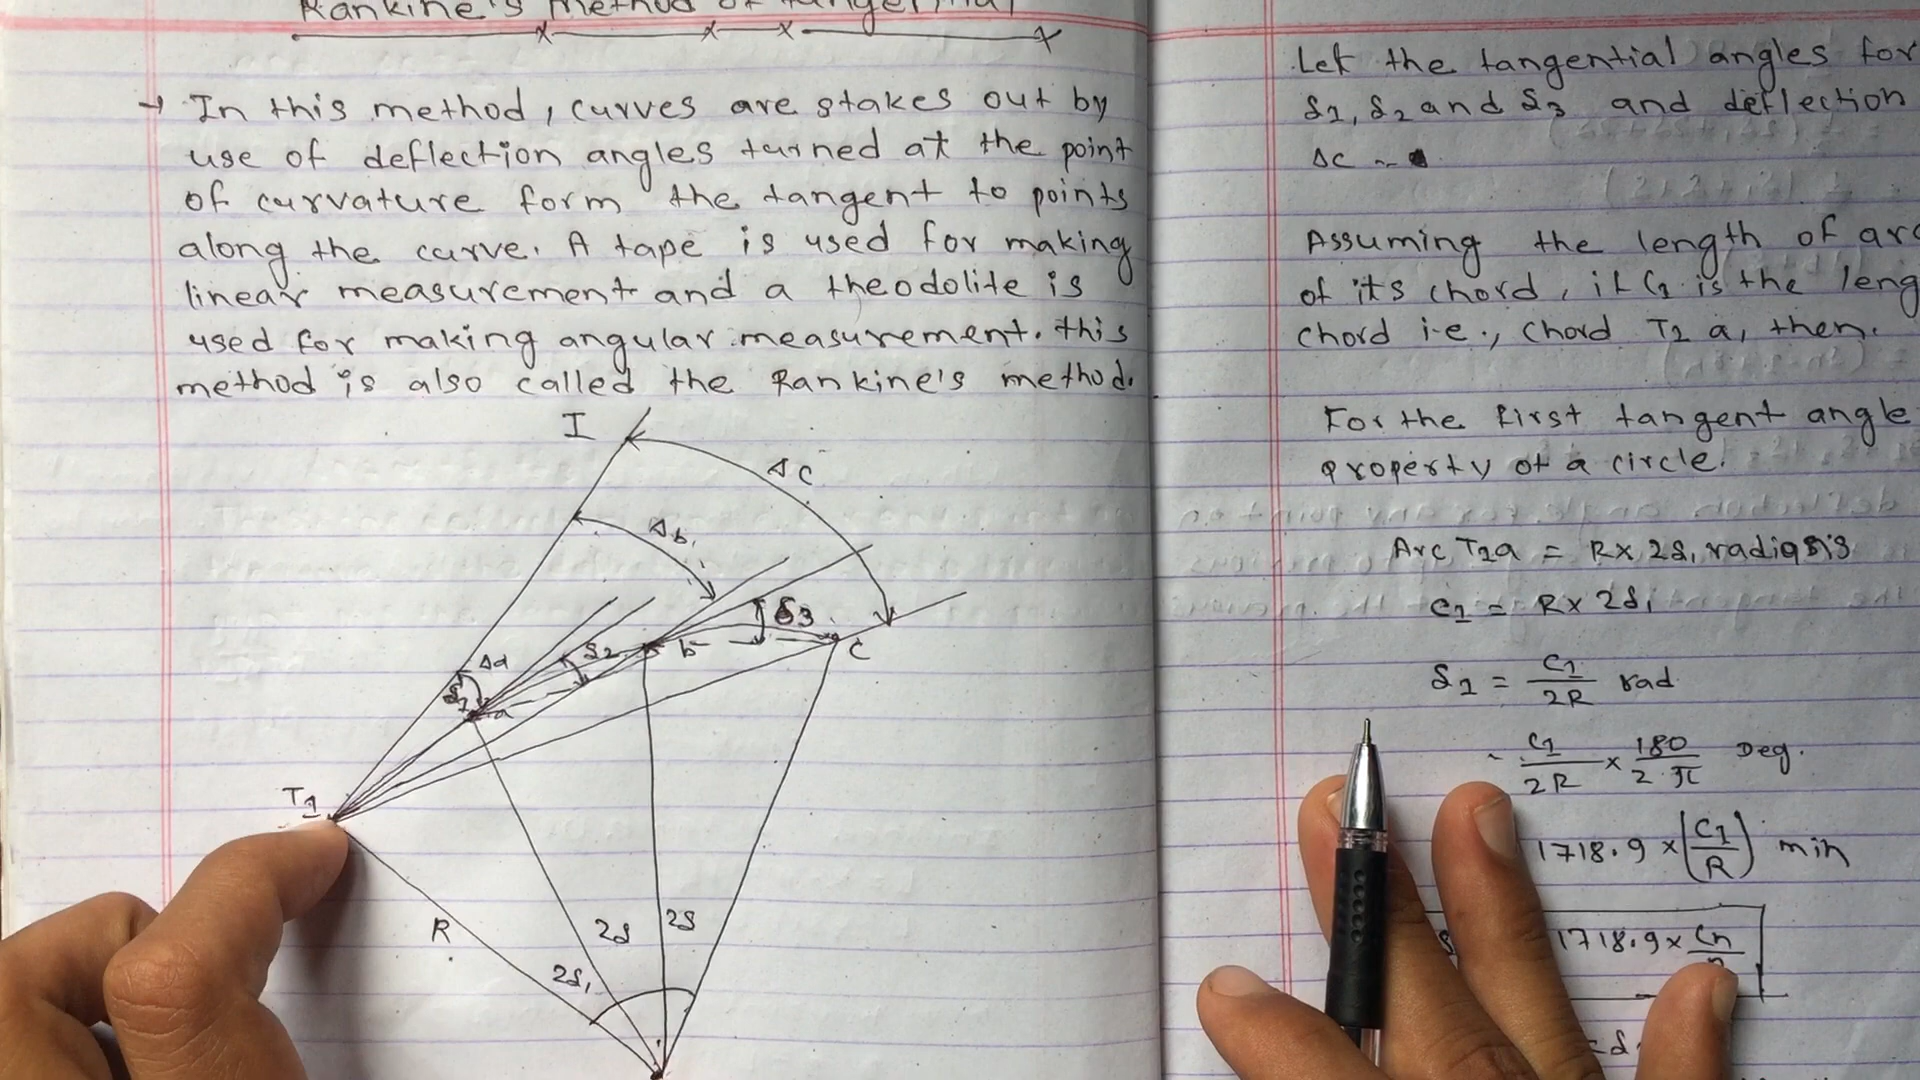 Rankine's method of tangential
→ In this method, curves are stakes out by
use of deflection angles turned at the point
of curvature form the tangent to points
along the curve. A tape is used for making
linear measurement and a theodolite is
used for making angular measurement. this
method is also called the Rankine's method.
I
Δc
Δb
δ3
Δa
δ2
b
c
δ1
a
T1
R
2δ
2δ
2δ1
Let the tangential angles for
δ1, δ2 and δ3 and deflection
Δc
Assuming the length of arc
of its chord, if C1 is the leng
chord i.e., chord T1 a, then.
For the first tangent angle
property of a circle.
Arc T1a = R x 2δ1 radians
C1 = R x 2δ1
δ1 = C1/2R rad
C1/2R x 180/2.π Deg.
1718.9 x (C1/R) min
1718.9 x Cn